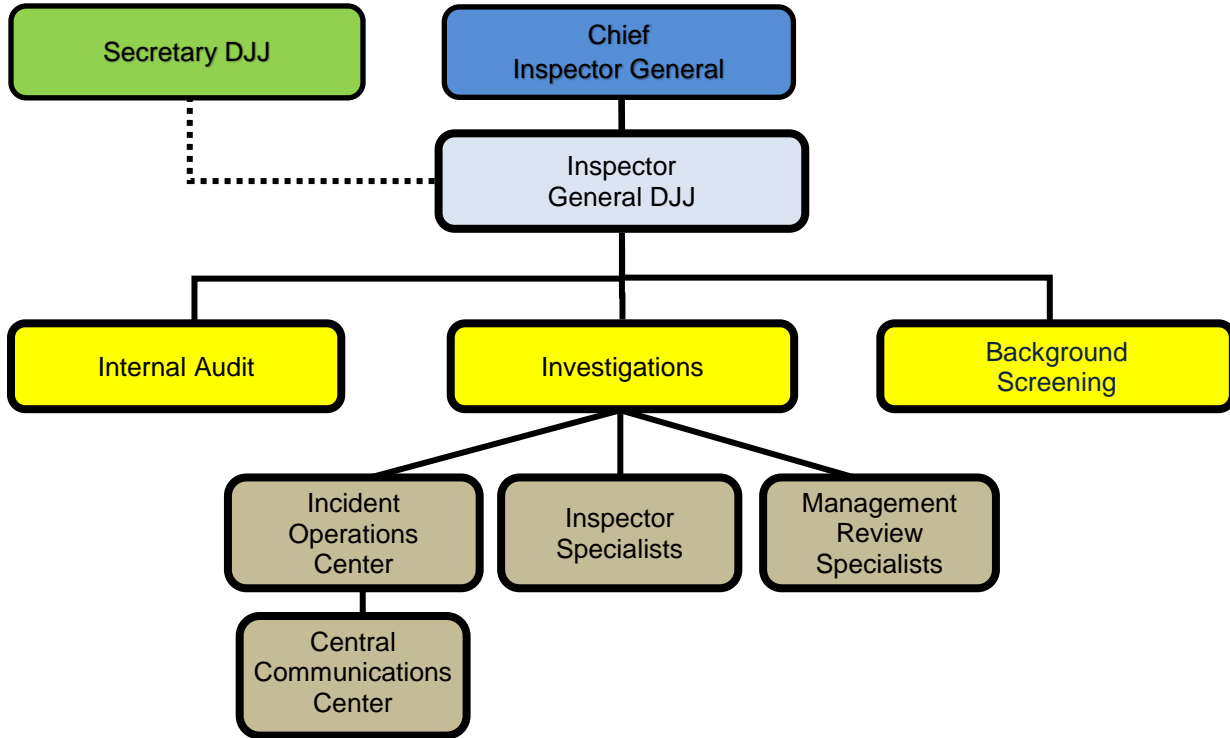 Secretary DJJ
Chief
Inspector General
Inspector
General DJJ
Internal Audit
Investigations
Background
Screening
Incident
Operations
Center
Inspector
Specialists
Management
Review
Specialists
Central
Communications
Center